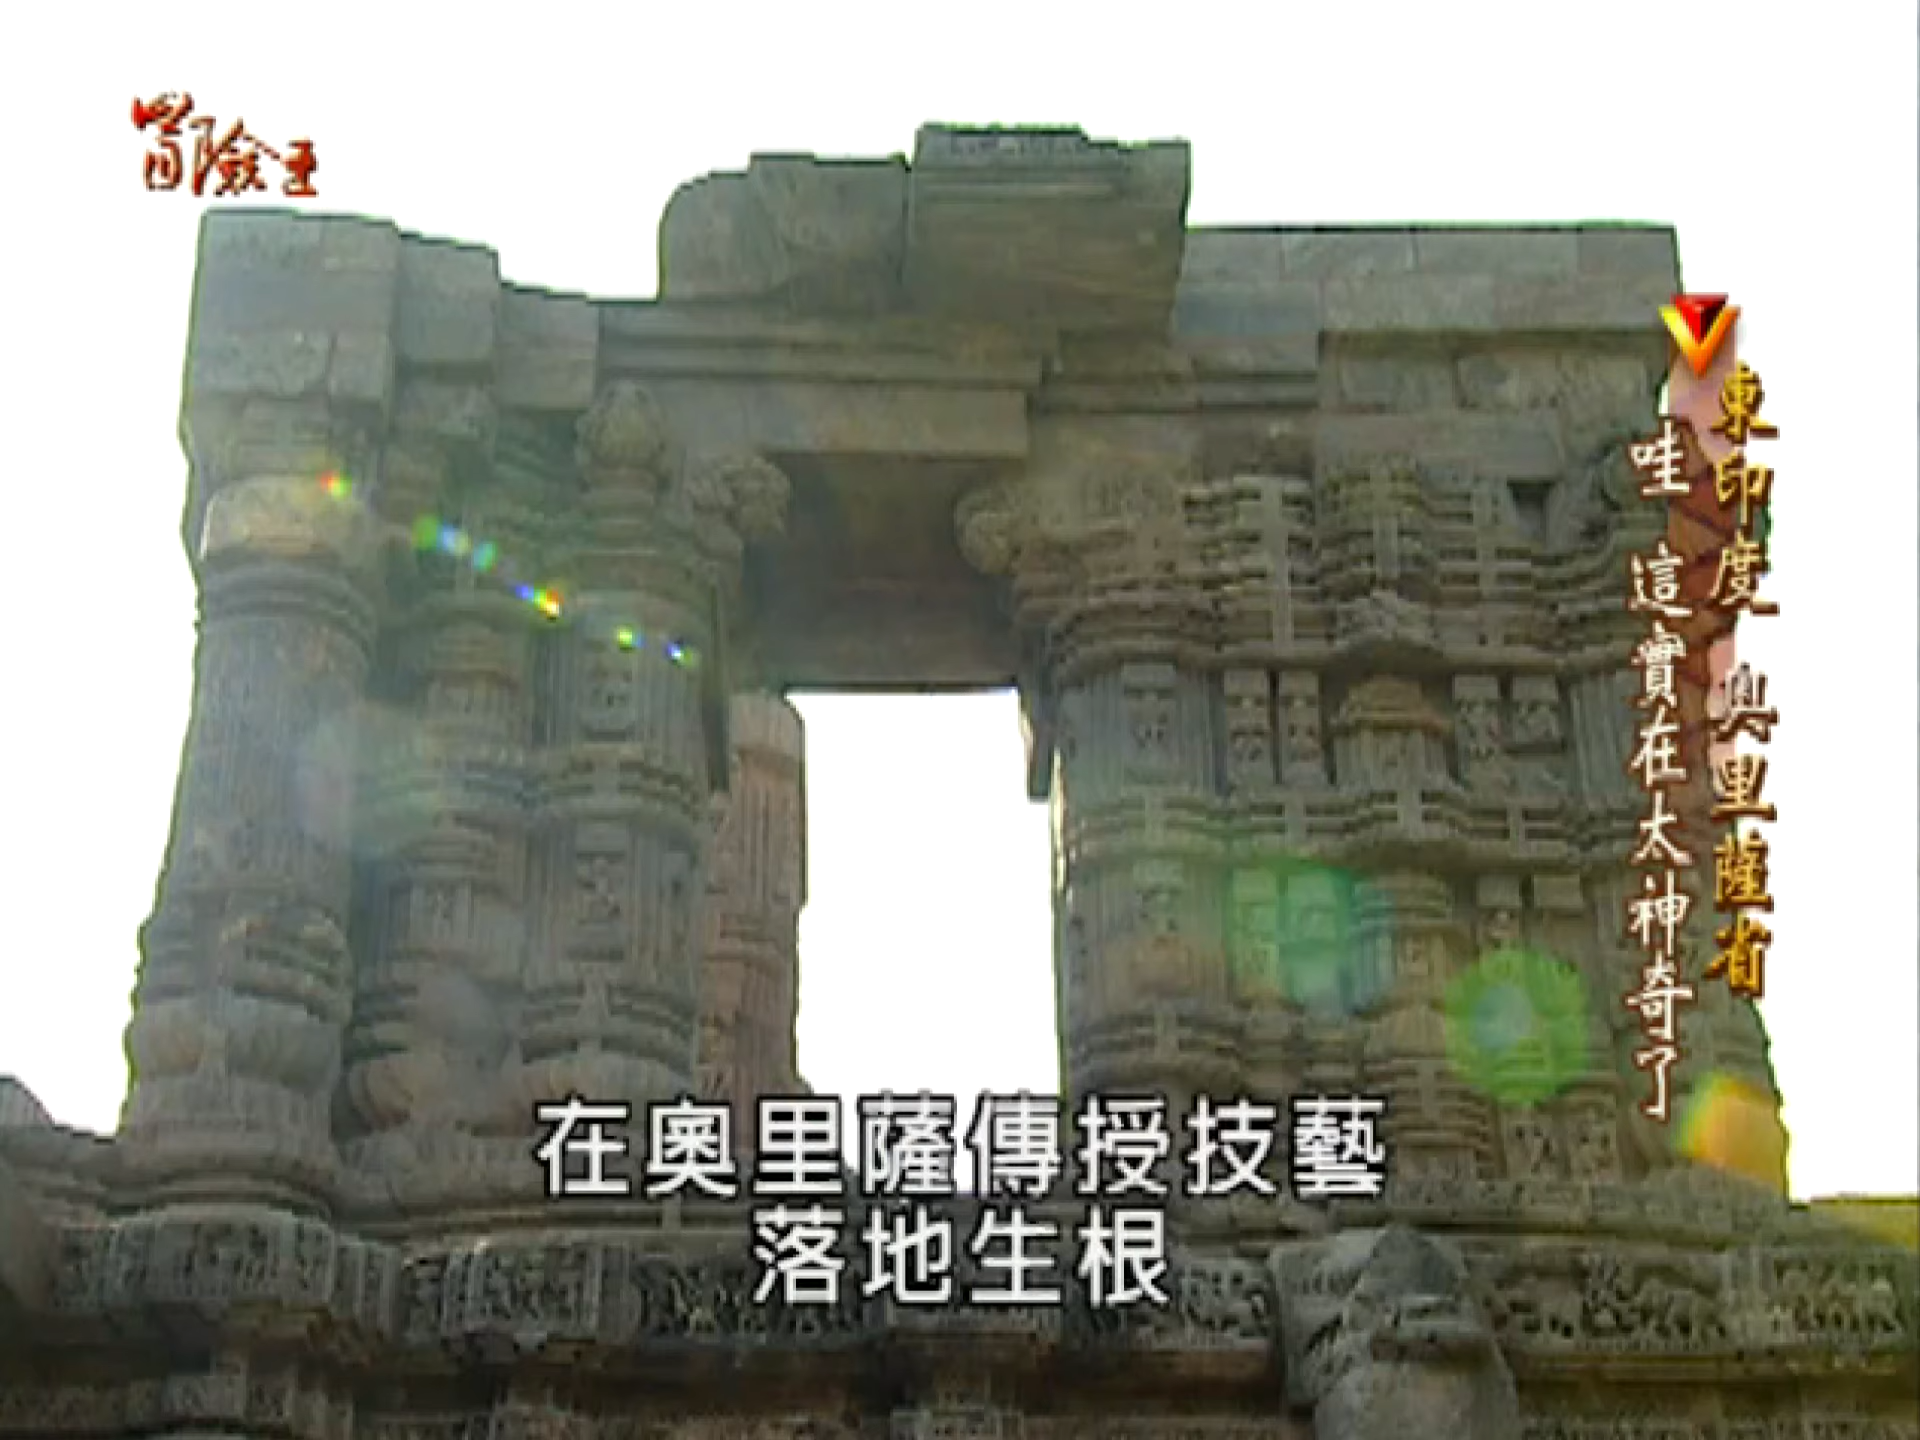 冒險王
東印度 奧里薩省
哇 這實在太神奇了
在奧里薩傳授技藝
落地生根